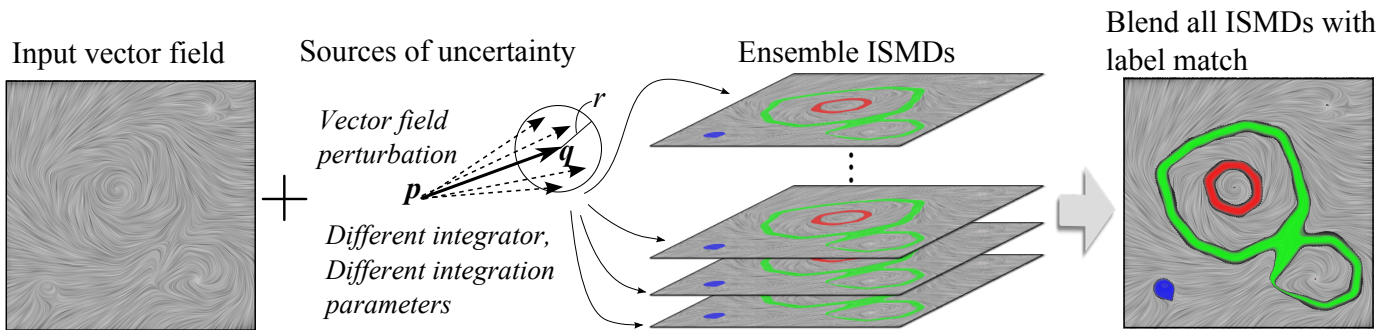 Input vector field
Sources of uncertainty
Vector field
perturbation
r
q
p
Different integrator,
Different integration
parameters
Ensemble ISMDs
Blend all ISMDs with
label match